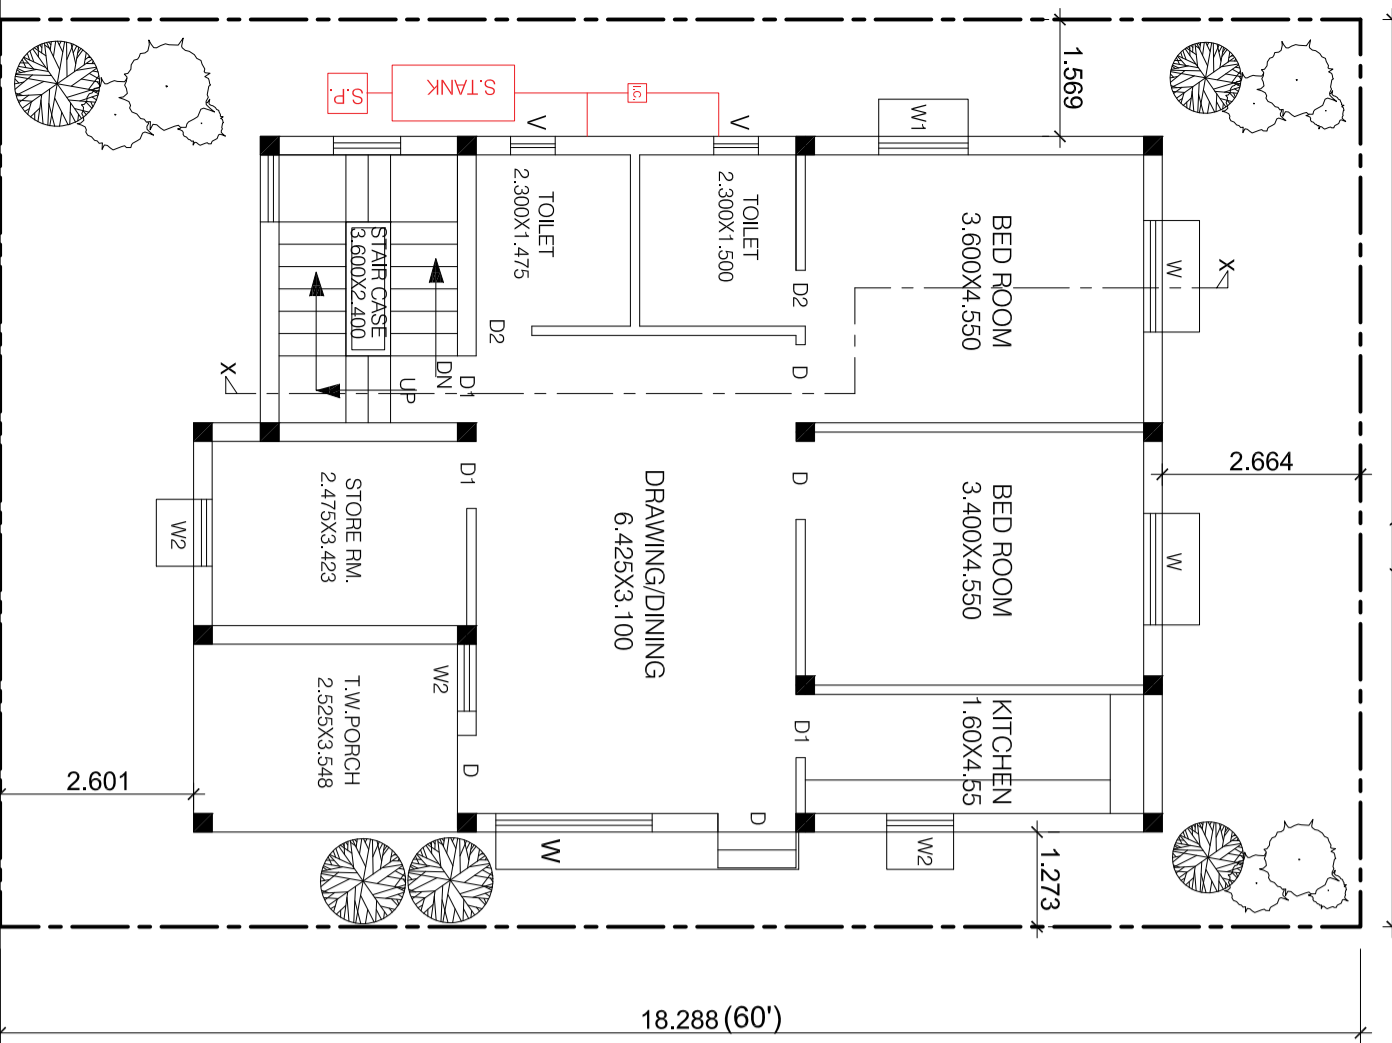 1.569
S.P.
S.TANK
I.C.
V
V
W1
TOILET
2.300X1.475
TOILET
2.300X1.500
BED ROOM
3.600X4.550
W
X
STAIR CASE
3.600X2.400
D2
D2
X
UP
DN
D1
D
D1
D
2.664
STORE RM.
2.475X3.423
W2
DRAWING/DINING
6.425X3.100
BED ROOM
3.400X4.550
W
T.W.PORCH
2.525X3.548
W2
D
D1
KITCHEN
1.60X4.55
2.601
W
D
W2
1.273
18.288 (60')